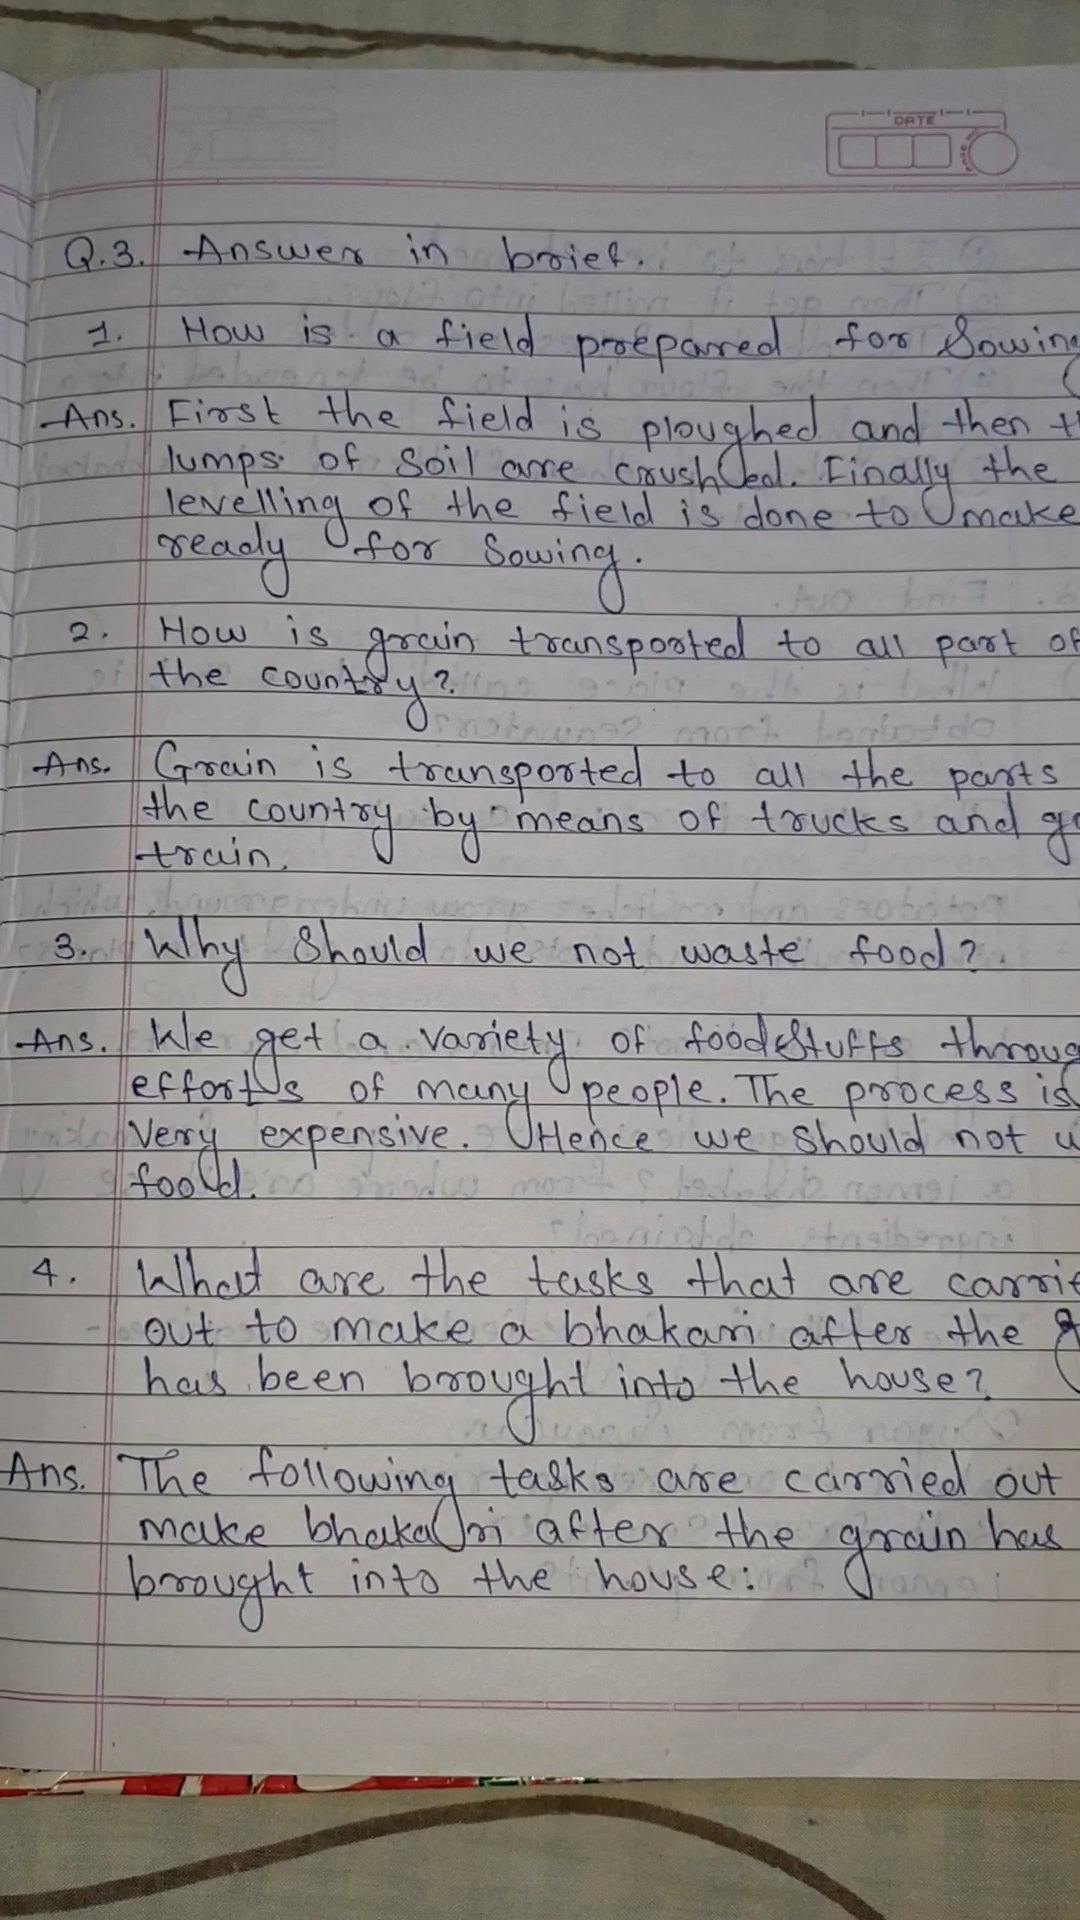 DATE
Q.3. Answer in brief.
1. How is a field prepared for Sowing
Ans. First the field is ploughed and then
lumps of soil are crushed. Finally the
levelling of the field is done to make
ready for Sowing.
2. How is grain transported to all part of
the country?
Ans. Grain is transported to all the parts
the country by means of trucks and
train.
3. Why Should we not waste food?
Ans. We get a variety of foodstuffs
efforts of many people. The process is
very expensive. Hence we should not
food.
4. What are the tasks that are
out to make a bhakari after the
has been brought into the house?
Ans. The following tasks are carried out
make bhakari after the grain has
brought into the house: